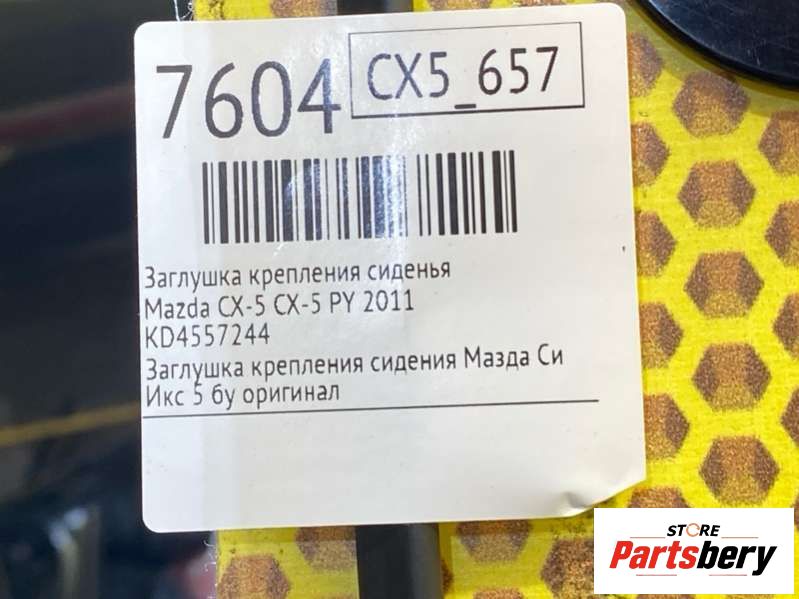 7604
CX5_657
Заглушка крепления сиденья
Mazda CX-5 CX-5 PY 2011
KD4557244
Заглушка крепления сидения Мазда Си
Икс 5 бу оригинал
STORE
Partsbery